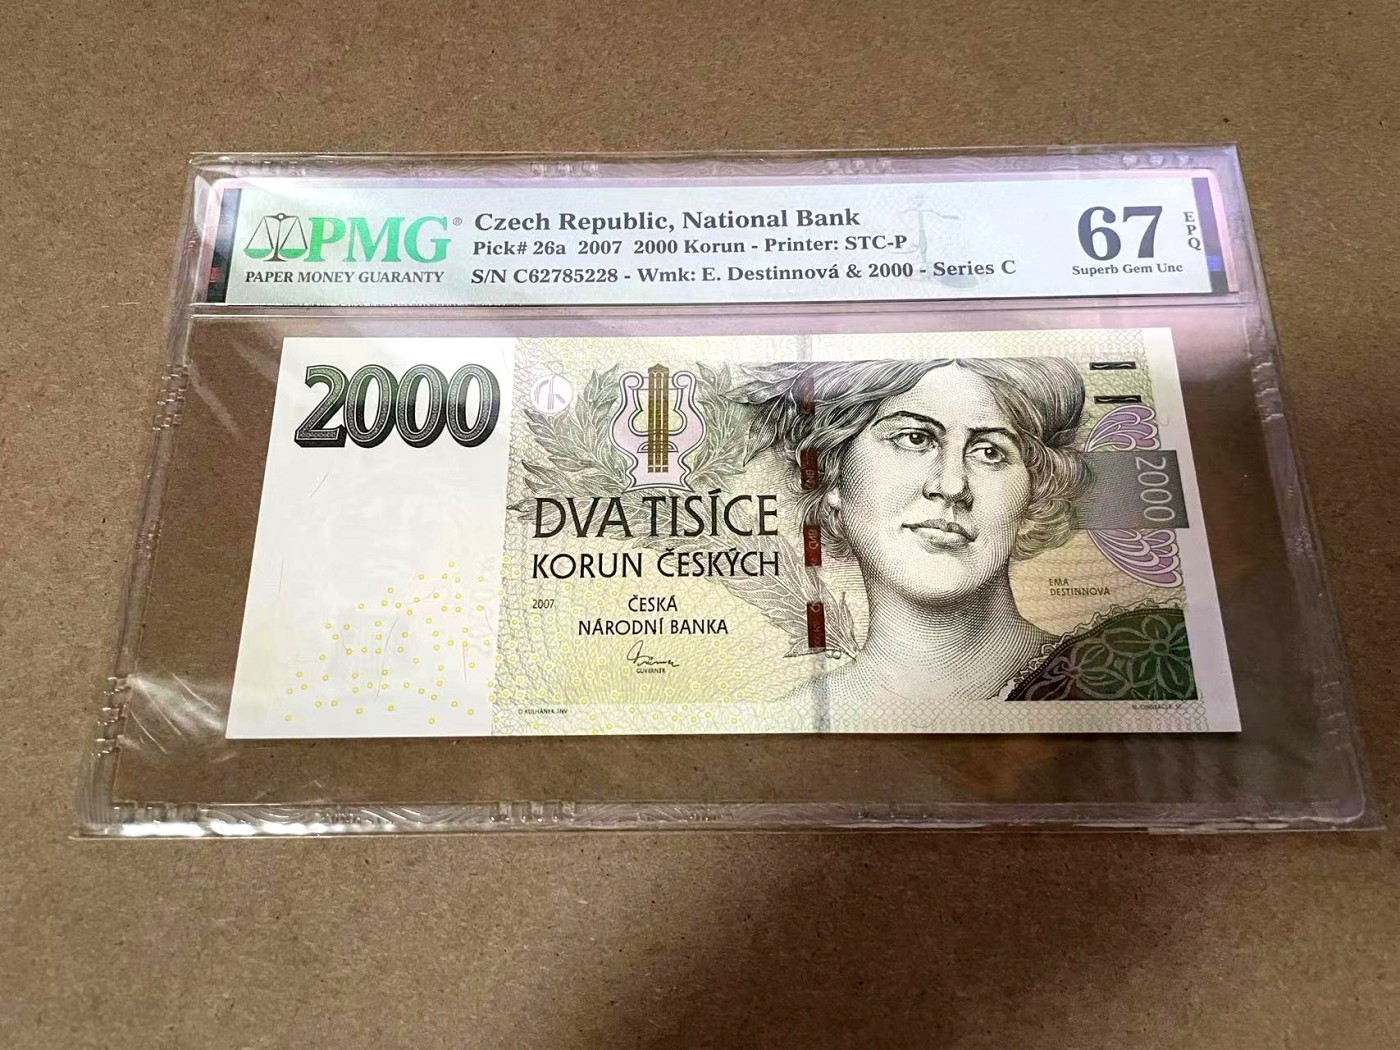 PMG®
PAPER MONEY GUARANTY
Czech Republic, National Bank
Pick# 26a 2007 2000 Korun - Printer: STC-P
S/N C62785228 - Wmk: E. Destinnová & 2000 - Series C
67
EPQ
Superb Gem Unc
2000
DVA TISÍCE
KORUN ČESKÝCH
2007
ČESKÁ
NÁRODNÍ BANKA
GUVERNÉR
O. KULHÁNEK INV.
2000
EMA
DESTINNOVÁ